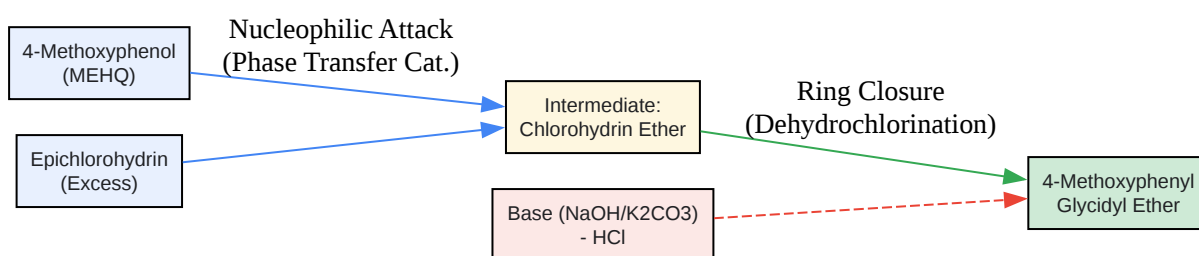 4-Methoxyphenol
(MEHQ)
Nucleophilic Attack
(Phase Transfer Cat.)
Epichlorohydrin
(Excess)
Intermediate:
Chlorohydrin Ether
Ring Closure
(Dehydrochlorination)
Base (NaOH/K2CO3)
- HCl
4-Methoxyphenyl
Glycidyl Ether